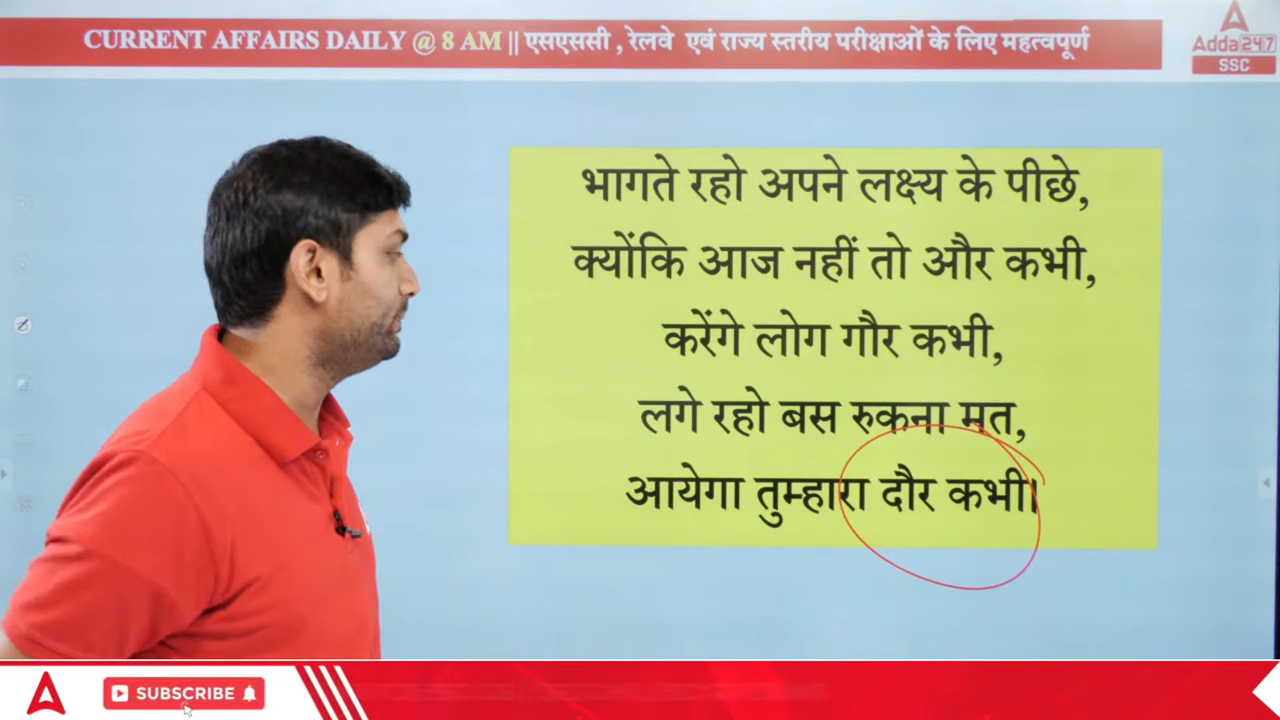 CURRENT AFFAIRS DAILY @ 8 AM || एसएससी , रेलवे एवं राज्य स्तरीय परीक्षाओं के लिए महत्वपूर्ण
Adda247
SSC
भागते रहो अपने लक्ष्य के पीछे,
क्योंकि आज नहीं तो और कभी,
करेंगे लोग गौर कभी,
लगे रहो बस रुकना मत,
आयेगा तुम्हारा दौर कभी।
SUBSCRIBE